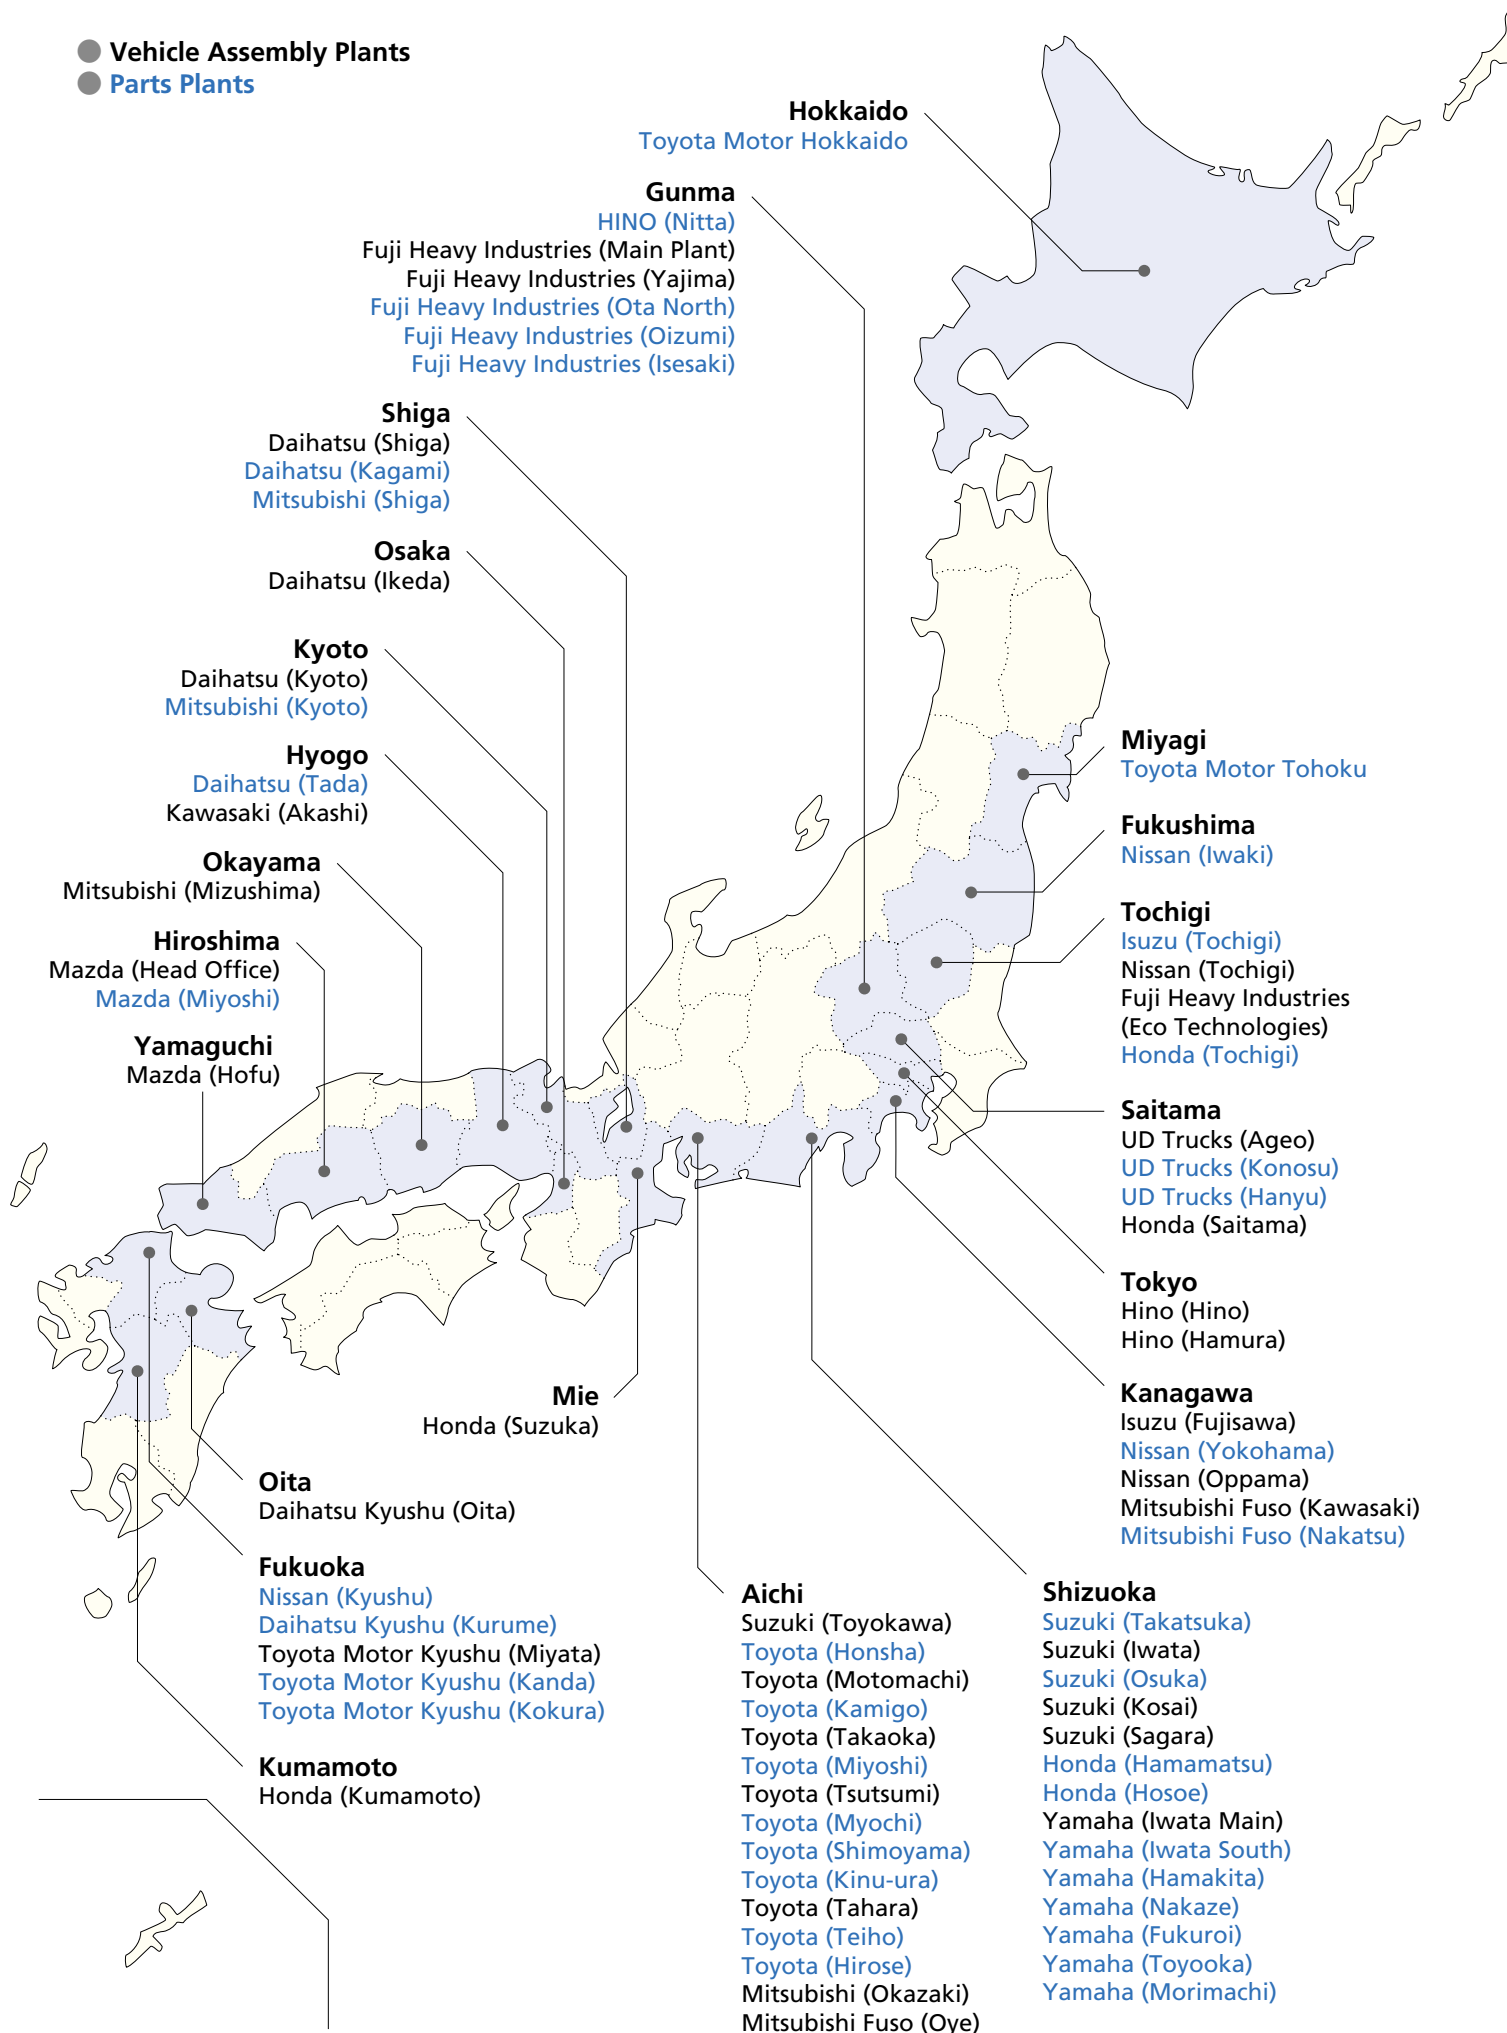 Vehicle Assembly Plants
Parts Plants
Hokkaido
Toyota Motor Hokkaido
Gunma
HINO (Nitta)
Fuji Heavy Industries (Main Plant)
Fuji Heavy Industries (Yajima)
Fuji Heavy Industries (Ota North)
Fuji Heavy Industries (Oizumi)
Fuji Heavy Industries (Isesaki)
Shiga
Daihatsu (Shiga)
Daihatsu (Kagami)
Mitsubishi (Shiga)
Osaka
Daihatsu (Ikeda)
Kyoto
Daihatsu (Kyoto)
Mitsubishi (Kyoto)
Hyogo
Daihatsu (Tada)
Kawasaki (Akashi)
Okayama
Mitsubishi (Mizushima)
Hiroshima
Mazda (Head Office)
Mazda (Miyoshi)
Yamaguchi
Mazda (Hofu)
Miyagi
Toyota Motor Tohoku
Fukushima
Nissan (Iwaki)
Tochigi
Isuzu (Tochigi)
Nissan (Tochigi)
Fuji Heavy Industries
(Eco Technologies)
Honda (Tochigi)
Saitama
UD Trucks (Ageo)
UD Trucks (Konosu)
UD Trucks (Hanyu)
Honda (Saitama)
Tokyo
Hino (Hino)
Hino (Hamura)
Kanagawa
Isuzu (Fujisawa)
Nissan (Yokohama)
Nissan (Oppama)
Mitsubishi Fuso (Kawasaki)
Mitsubishi Fuso (Nakatsu)
Mie
Honda (Suzuka)
Oita
Daihatsu Kyushu (Oita)
Fukuoka
Nissan (Kyushu)
Daihatsu Kyushu (Kurume)
Toyota Motor Kyushu (Miyata)
Toyota Motor Kyushu (Kanda)
Toyota Motor Kyushu (Kokura)
Kumamoto
Honda (Kumamoto)
Aichi
Suzuki (Toyokawa)
Toyota (Honsha)
Toyota (Motomachi)
Toyota (Kamigo)
Toyota (Takaoka)
Toyota (Miyoshi)
Toyota (Tsutsumi)
Toyota (Myochi)
Toyota (Shimoyama)
Toyota (Kinu-ura)
Toyota (Tahara)
Toyota (Teiho)
Toyota (Hirose)
Mitsubishi (Okazaki)
Mitsubishi Fuso (Oye)
Shizuoka
Suzuki (Takatsuka)
Suzuki (Iwata)
Suzuki (Osuka)
Suzuki (Kosai)
Suzuki (Sagara)
Honda (Hamamatsu)
Honda (Hosoe)
Yamaha (Iwata Main)
Yamaha (Iwata South)
Yamaha (Hamakita)
Yamaha (Nakaze)
Yamaha (Fukuroi)
Yamaha (Toyooka)
Yamaha (Morimachi)